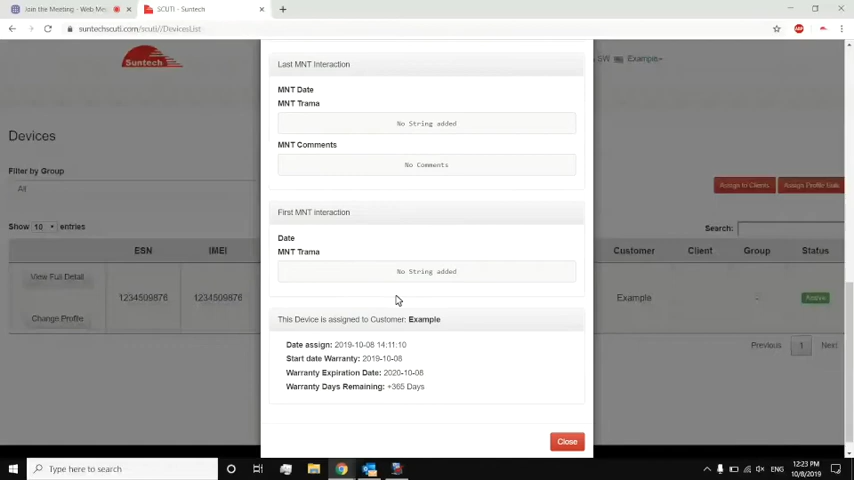 Join the Meeting - Web Me
SCUTI - Suntech
suntechscuti.com/scuti//DevicesList
Suntech
SW
Example
Devices
Filter by Group
All
Assign to Clients
Show 10 entries
Search:
ESN
IMEI
Customer
Client
Group
Status
View Full Detail
Change Profile
1234509876
1234509876
Example
-
Previous
1
Next
Last MNT Interaction
MNT Date
MNT Trama
No String added
MNT Comments
No Comments
First MNT Interaction
Date
MNT Trama
No String added
This Device is assigned to Customer: Example
Date assign: 2019-10-08 14:11:10
Start date Warranty: 2019-10-08
Warranty Expiration Date: 2020-10-08
Warranty Days Remaining: +365 Days
Close
Type here to search
ENG
12:23 PM
10/8/2019